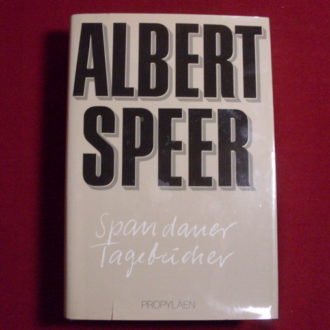 ALBERT
SPEER
Spandauer
Tagebücher
PROPYLÄEN